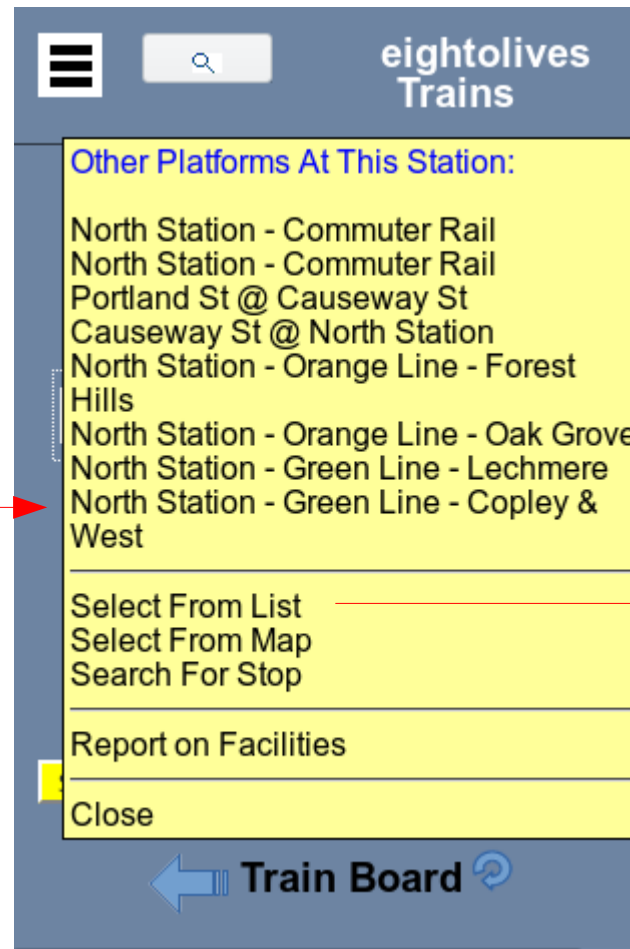 eightolives
Trains
Other Platforms At This Station:
North Station - Commuter Rail
North Station - Commuter Rail
Portland St @ Causeway St
Causeway St @ North Station
North Station - Orange Line - Forest
Hills
North Station - Orange Line - Oak Grove
North Station - Green Line - Lechmere
North Station - Green Line - Copley &
West
Select From List
Select From Map
Search For Stop
Report on Facilities
Close
Train Board